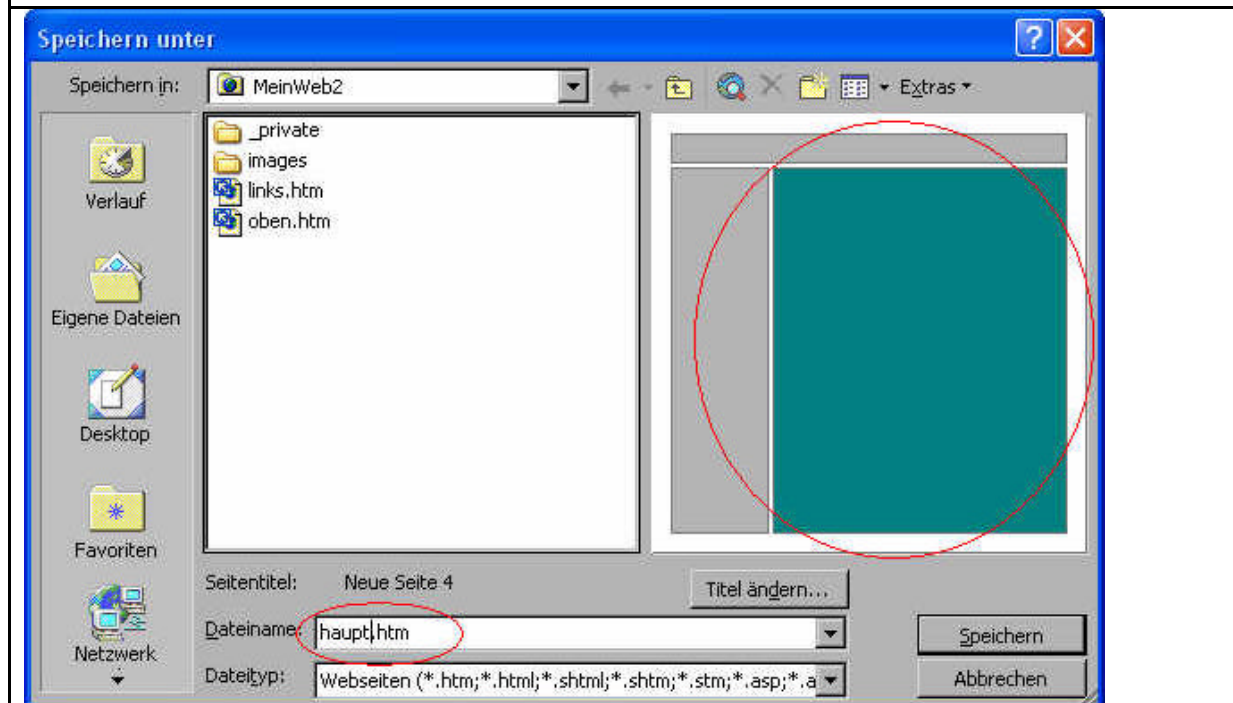 Speichern unter
Speichern in: MeinWeb2 Extras
_private
images
links.htm
oben.htm
Verlauf
Eigene Dateien
Desktop
Favoriten
Netzwerk
Seitentitel: Neue Seite 4 Titel ändern...
Dateiname: haupt.htm Speichern
Dateityp: Webseiten (*.htm;*.html;*.shtml;*.shtm;*.stm;*.asp;*.a Abbrechen